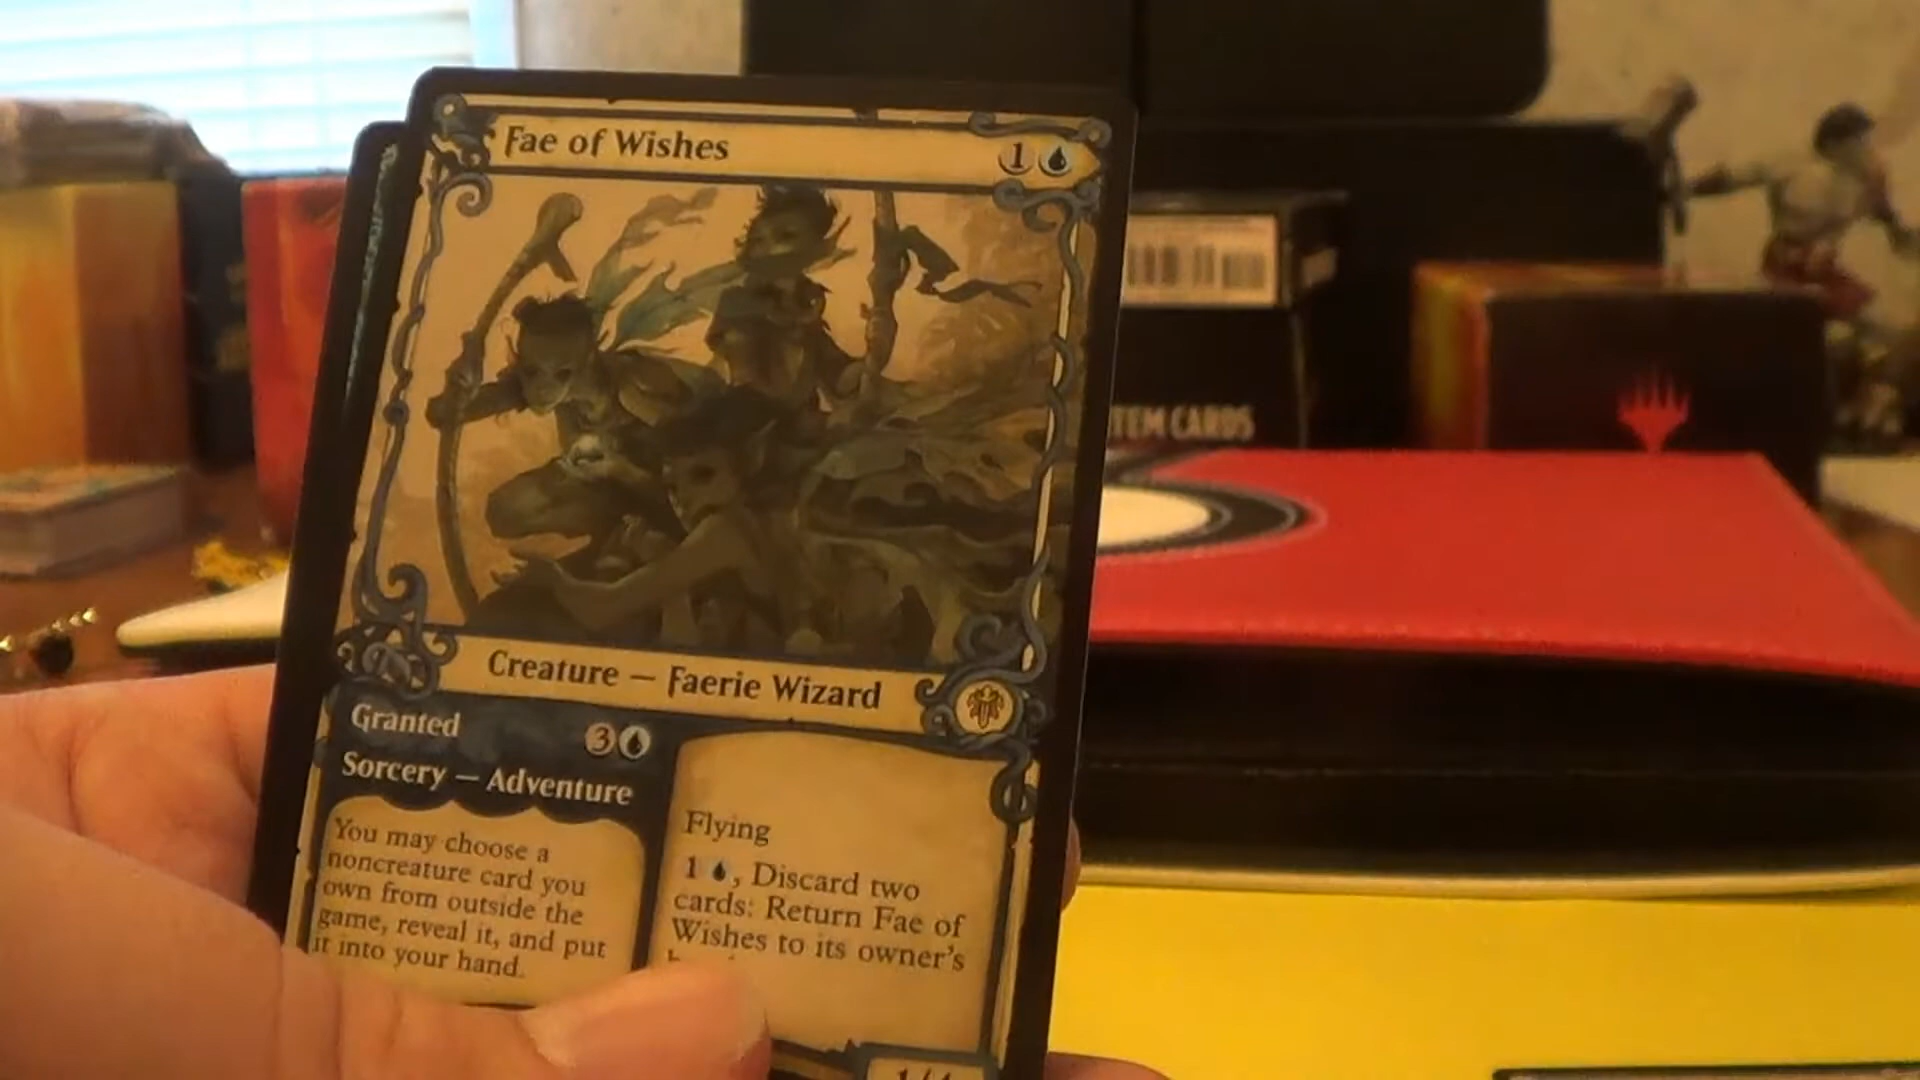 Fae of Wishes
1
Creature — Faerie Wizard
Granted
3
Sorcery — Adventure
You may choose a
noncreature card you
own from outside the
game, reveal it, and put
it into your hand.
Flying
1 , Discard two
cards: Return Fae of
Wishes to its owner's
1/4
TEM CARDS